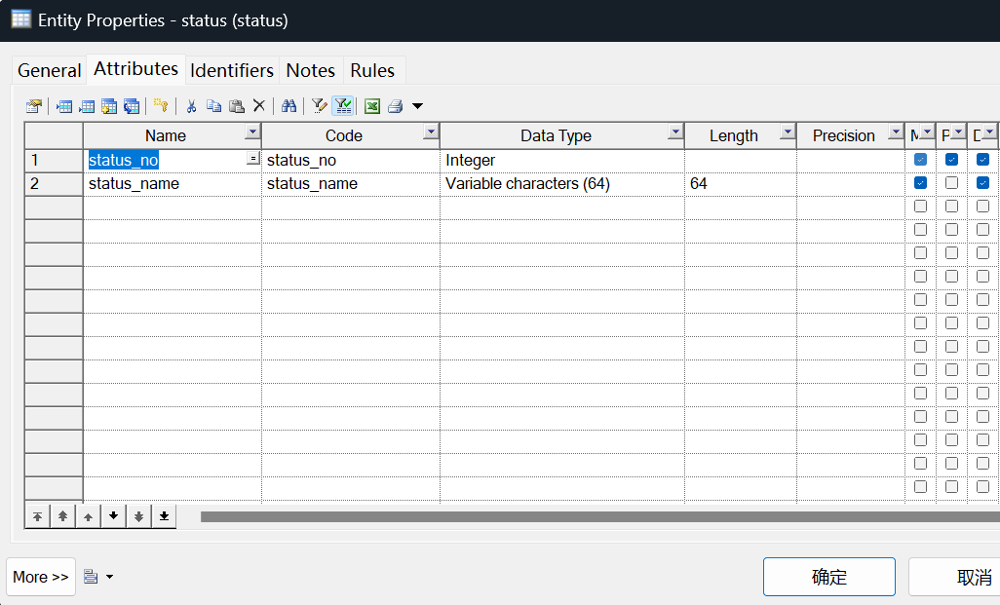 Entity Properties - status (status)
General Attributes Identifiers Notes Rules
Name Code Data Type Length Precision M P D
1 status_no = status_no Integer
2 status_name status_name Variable characters (64) 64
More >> 确定 取消